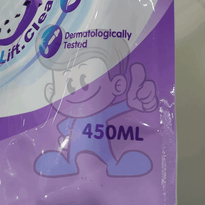 Lift. Clea
Dermatologically
Tested
450ML